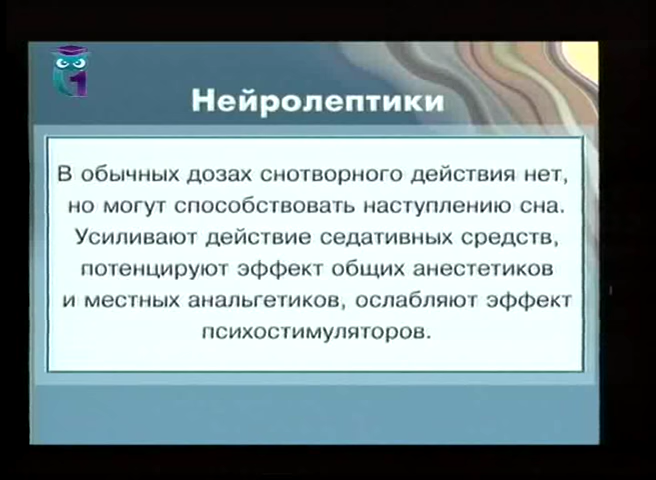 1
Нейролептики
В обычных дозах снотворного действия нет,
но могут способствовать наступлению сна.
Усиливают действие седативных средств,
потенцируют эффект общих анестетиков
и местных анальгетиков, ослабляют эффект
психостимуляторов.